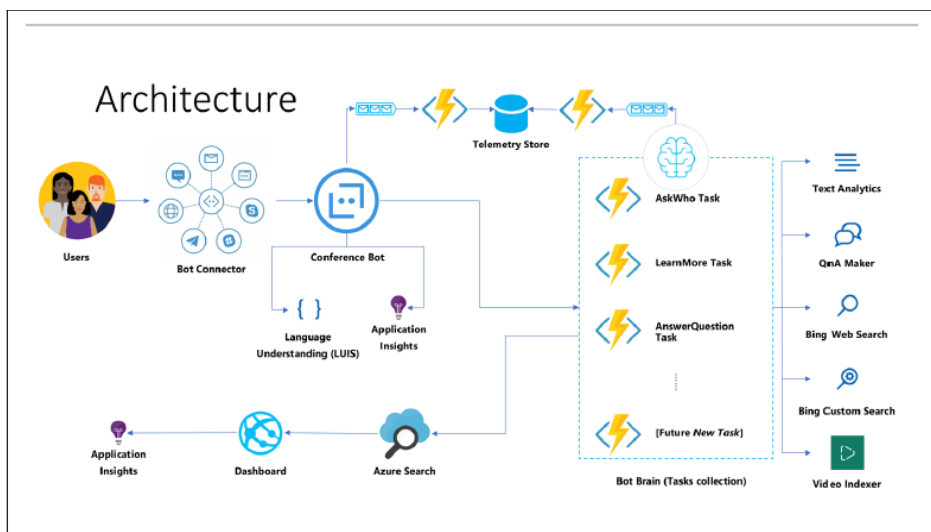 Architecture
Telemetry Store
Users
Bot Connector
Conference Bot
Language
Understanding (LUIS)
Application
Insights
AskWho Task
LearnMore Task
AnswerQuestion
Task
[Future New Task]
Bot Brain (Tasks collection)
Text Analytics
QnA Maker
Bing Web Search
Bing Custom Search
Video Indexer
Azure Search
Dashboard
Application
Insights